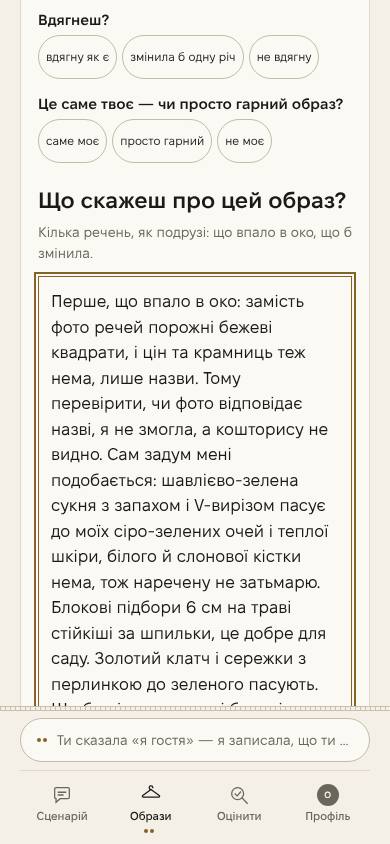 Вдягнеш?
вдягну як є
змінила б одну річ
не вдягну
Це саме твоє — чи просто гарний образ?
саме моє
просто гарний
не моє
Що скажеш про цей образ?
Кілька речень, як подрузі: що впало в око, що б
змінила.
Перше, що впало в око: замість
фото речей порожні бежеві
квадрати, і цін та крамниць теж
нема, лише назви. Тому
перевірити, чи фото відповідає
назві, я не змогла, а кошторису не
видно. Сам задум мені
подобається: шавлієво-зелена
сукня з запахом і V-вирізом пасує
до моїх сіро-зелених очей і теплої
шкіри, білого й слонової кістки
нема, тож наречену не затьмарю.
Блокові підбори 6 см на траві
стійкіші за шпильки, це добре для
саду. Золотий клатч і сережки з
перлинкою до зеленого пасують.
Ти сказала «я гостя» — я записала, що ти ...
Сценарій
Образи
Оцінити
О
Профіль